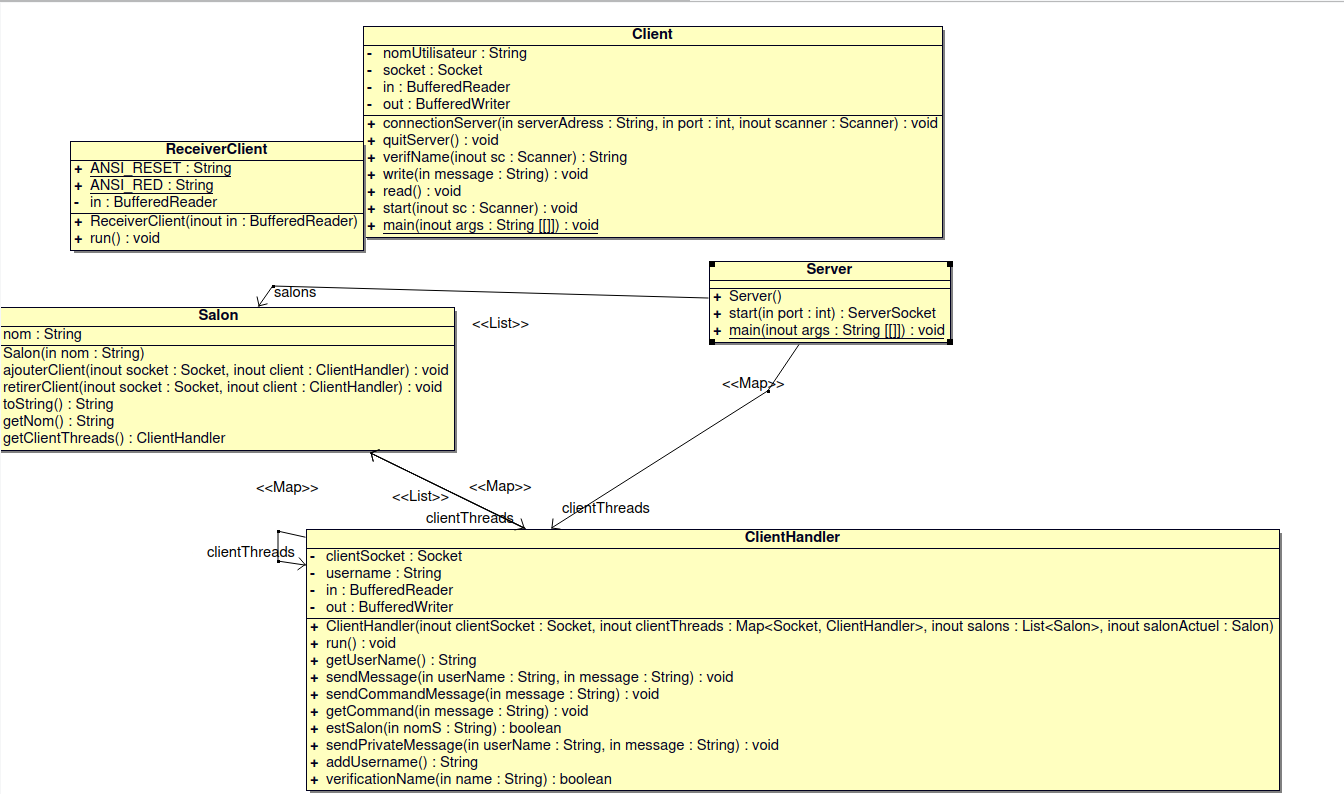 Client
- nomUtilisateur : String
- socket : Socket
- in : BufferedReader
- out : BufferedWriter
+ connectionServer(in serverAdress : String, in port : int, inout scanner : Scanner) : void
+ quitServer() : void
+ verifName(inout sc : Scanner) : String
+ write(in message : String) : void
+ read() : void
+ start(inout sc : Scanner) : void
+ main(inout args : String [[]]) : void
ReceiverClient
+ ANSI_RESET : String
+ ANSI_RED : String
- in : BufferedReader
+ ReceiverClient(inout in : BufferedReader)
+ run() : void
Server
+ Server()
+ start(in port : int) : ServerSocket
+ main(inout args : String [[]]) : void
salons
<<List>>
Salon
nom : String
Salon(in nom : String)
ajouterClient(inout socket : Socket, inout client : ClientHandler) : void
retirerClient(inout socket : Socket, inout client : ClientHandler) : void
toString() : String
getNom() : String
getClientThreads() : ClientHandler
<<Map>>
<<Map>>
<<List>>
<<Map>>
clientThreads
clientThreads
clientThreads
ClientHandler
- clientSocket : Socket
- username : String
- in : BufferedReader
- out : BufferedWriter
+ ClientHandler(inout clientSocket : Socket, inout clientThreads : Map<Socket, ClientHandler>, inout salons : List<Salon>, inout salonActuel : Salon)
+ run() : void
+ getUserName() : String
+ sendMessage(in userName : String, in message : String) : void
+ sendCommandMessage(in message : String) : void
+ getCommand(in message : String) : void
+ estSalon(in nomS : String) : boolean
+ sendPrivateMessage(in userName : String, in message : String) : void
+ addUsername() : String
+ verificationName(in name : String) : boolean